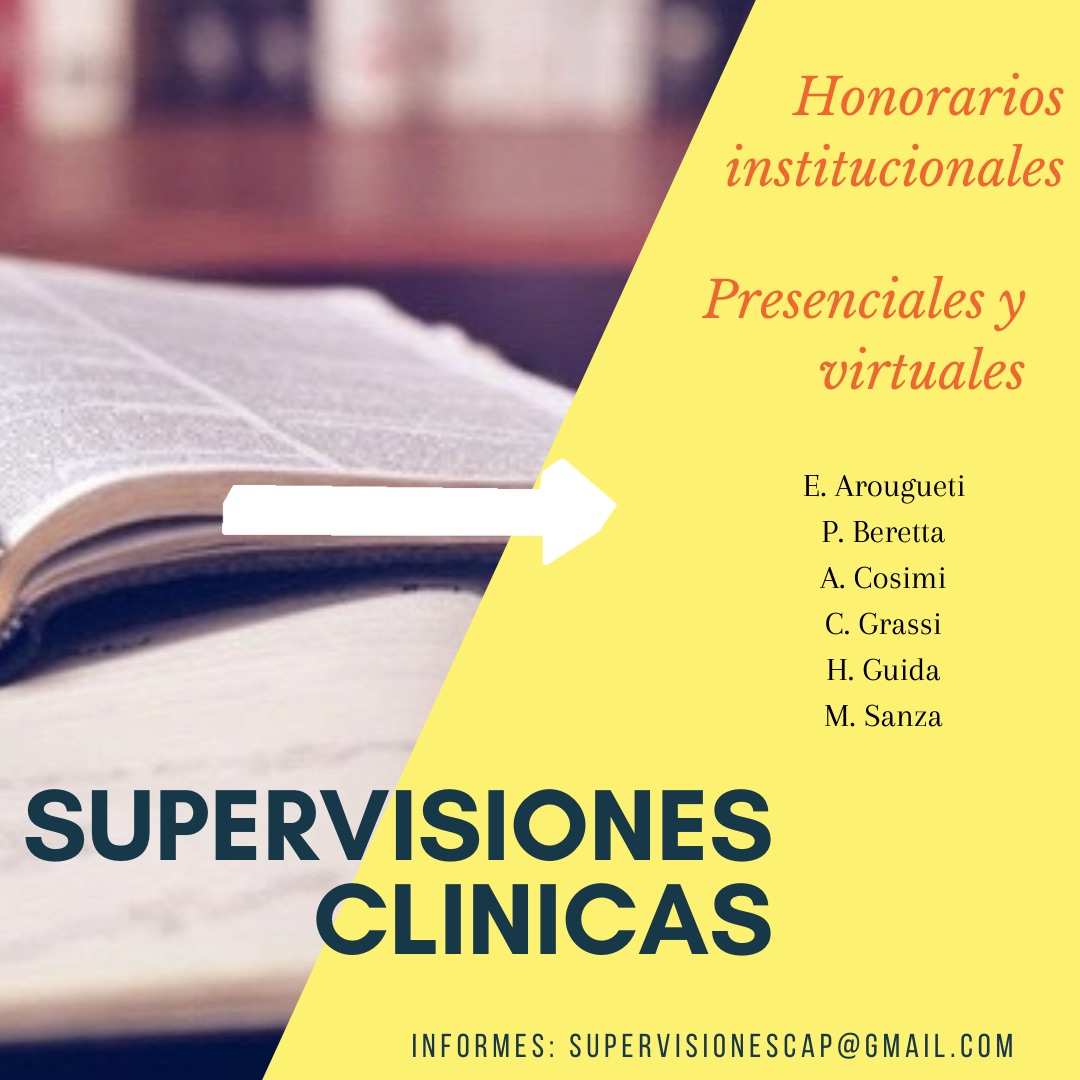 Honorarios
institucionales
Presenciales y
virtuales
E. Arougueti
P. Beretta
A. Cosimi
C. Grassi
H. Guida
M. Sanza
SUPERVISIONES
CLINICAS
INFORMES: SUPERVISIONESCAP@GMAIL.COM